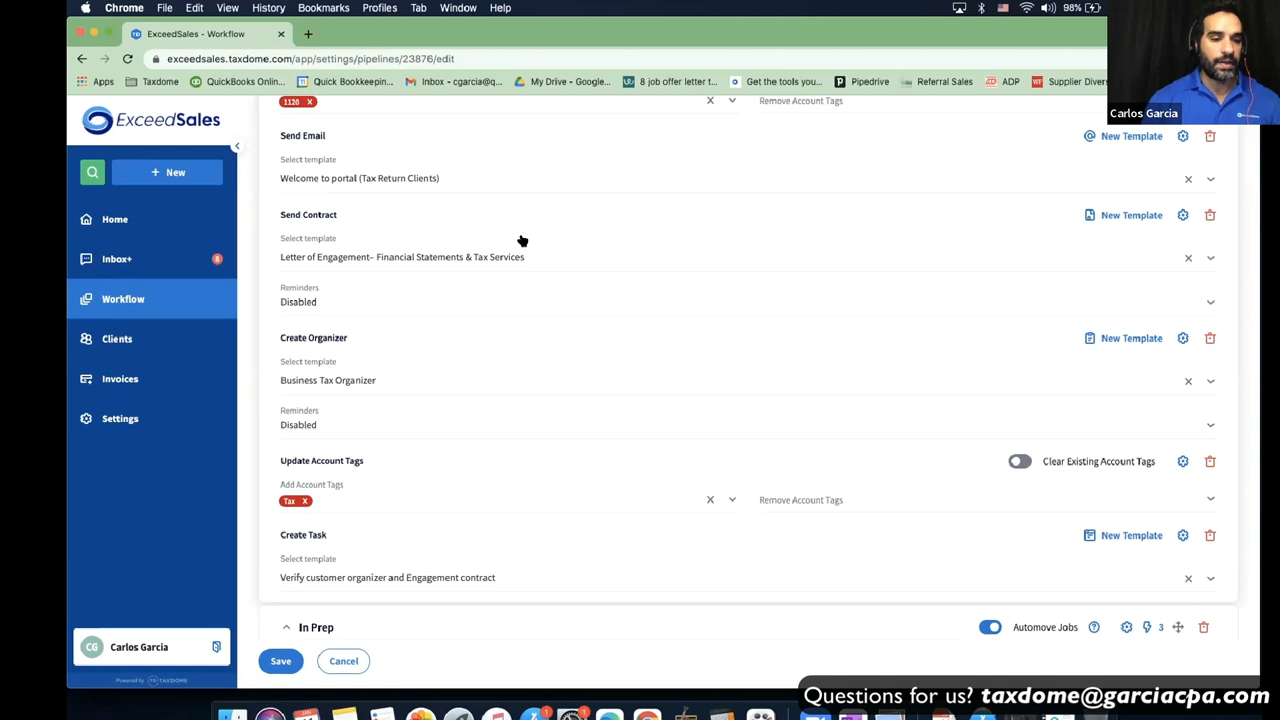 Chrome File Edit View History Bookmarks Profiles Tab Window Help 98%
ExceedSales - Workflow
exceedsales.taxdome.com/app/settings/pipelines/23876/edit
Apps Taxdome QuickBooks Onlin... Quick Bookkeepin... Inbox - cgarcia@q... My Drive - Google... 8 job offer letter t... Get the tools you... Pipedrive Referral Sales ADP Supplier Divers
Carlos Garcia
ExceedSales
+ New
Home
Inbox+ 8
Workflow
Clients
Invoices
Settings
CG Carlos Garcia
Powered by TAXDOME
1120 x Remove Account Tags
Send Email New Template
Select template
Welcome to portal (Tax Return Clients)
Send Contract New Template
Select template
Letter of Engagement– Financial Statements & Tax Services
Reminders
Disabled
Create Organizer New Template
Select template
Business Tax Organizer
Reminders
Disabled
Update Account Tags Clear Existing Account Tags
Add Account Tags
Tax x Remove Account Tags
Create Task New Template
Select template
Verify customer organizer and Engagement contract
In Prep Automove Jobs 3
Save Cancel
Questions for us? taxdome@garciacpa.com